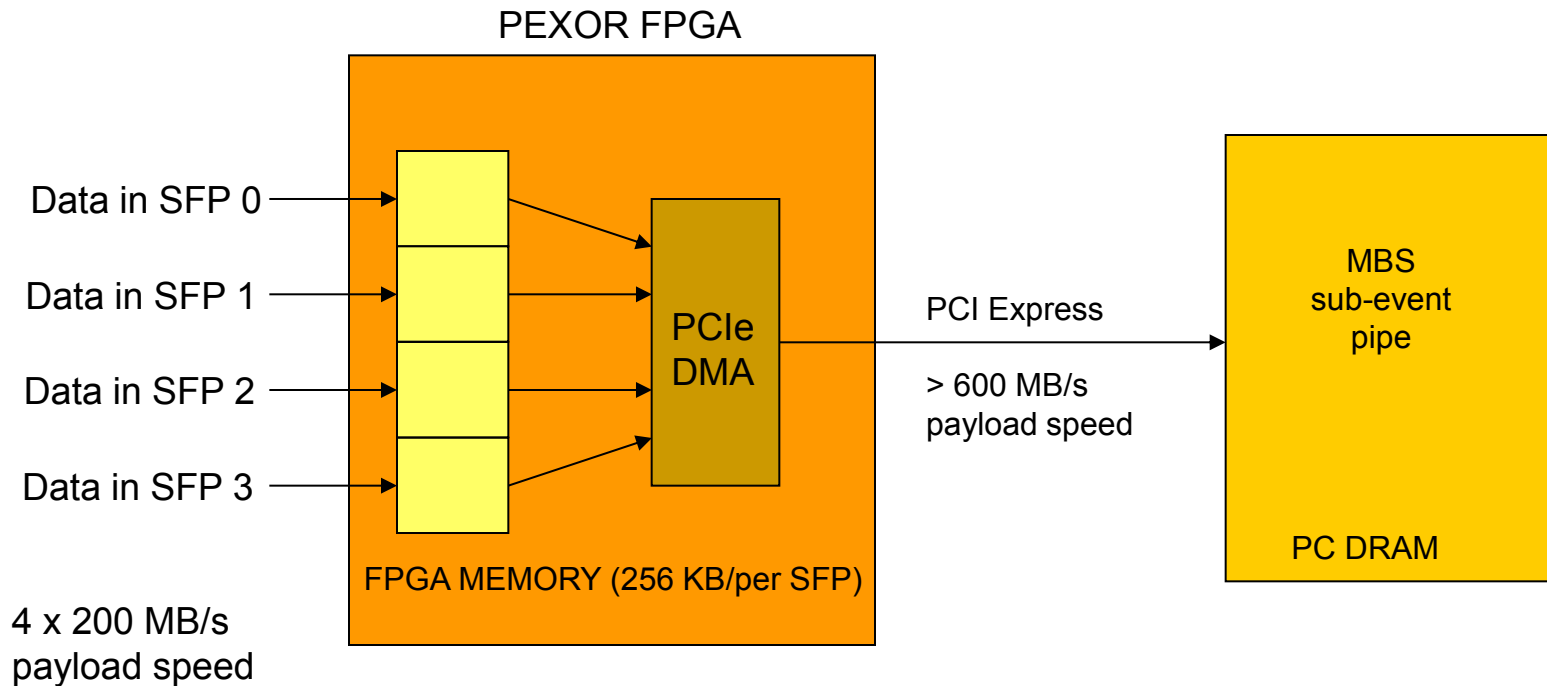 PEXOR FPGA
Data in SFP 0
Data in SFP 1
Data in SFP 2
Data in SFP 3
4 x 200 MB/s
payload speed
PCIe
DMA
FPGA MEMORY (256 KB/per SFP)
PCI Express
> 600 MB/s
payload speed
MBS
sub-event
pipe
PC DRAM